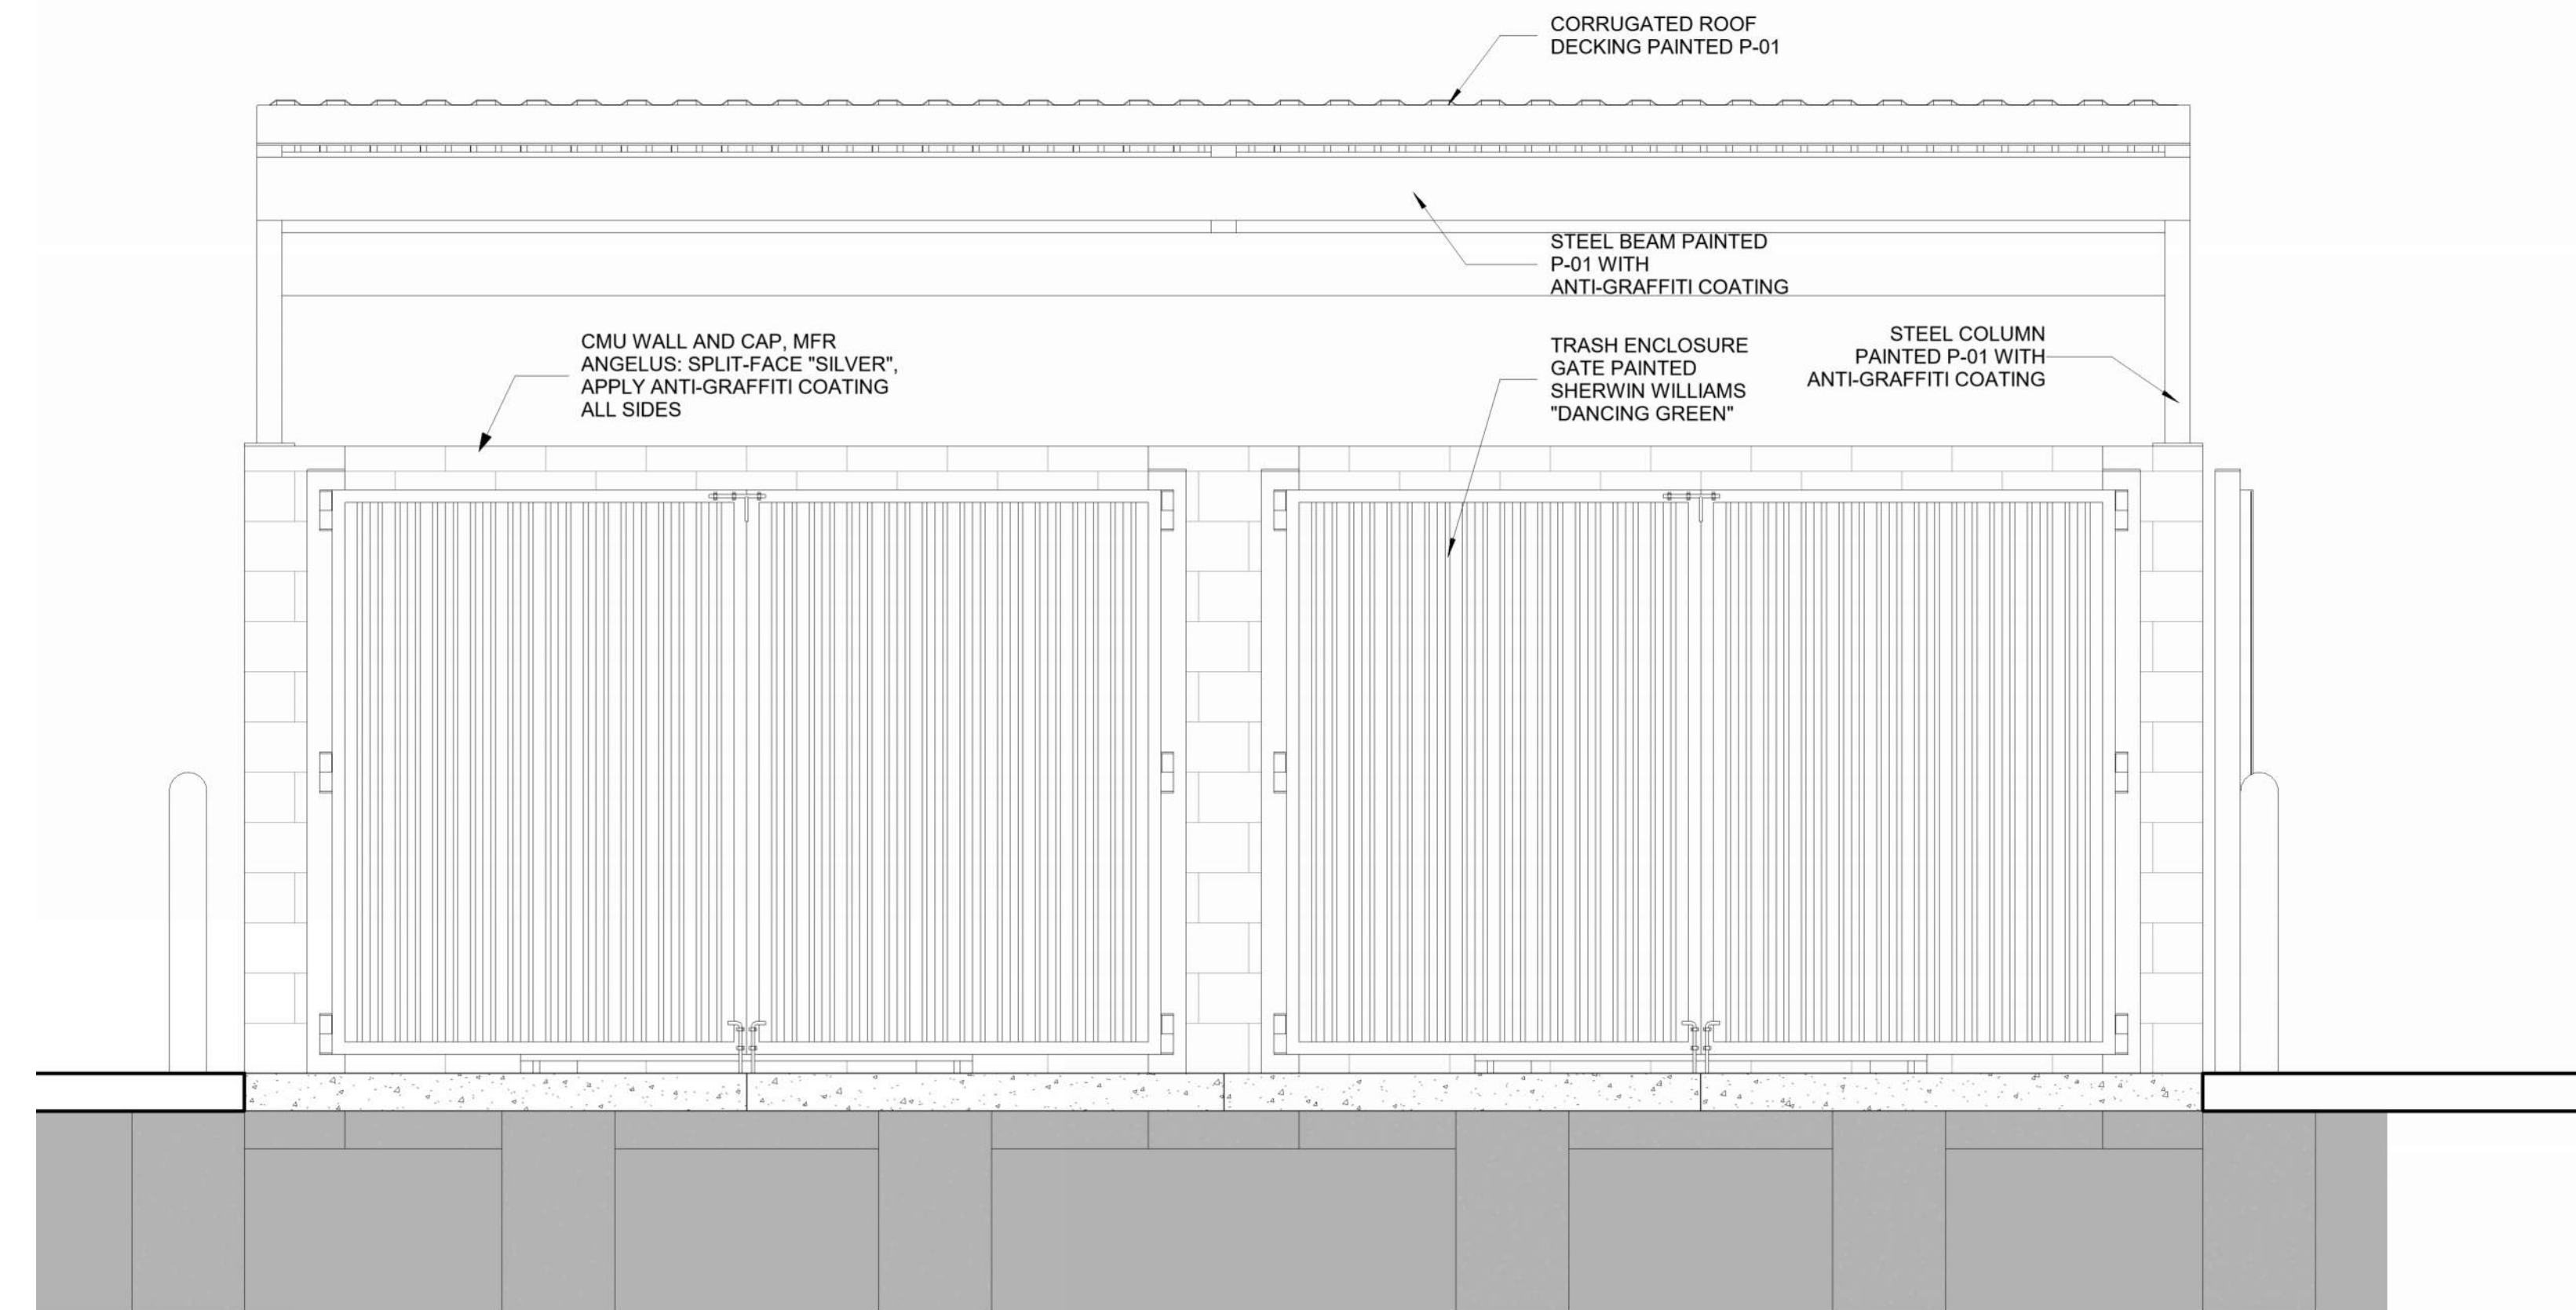 CORRUGATED ROOF
DECKING PAINTED P-01
STEEL BEAM PAINTED
P-01 WITH
ANTI-GRAFFITI COATING
CMU WALL AND CAP, MFR
ANGELUS: SPLIT-FACE "SILVER",
APPLY ANTI-GRAFFITI COATING
ALL SIDES
TRASH ENCLOSURE
GATE PAINTED
SHERWIN WILLIAMS
"DANCING GREEN"
STEEL COLUMN
PAINTED P-01 WITH
ANTI-GRAFFITI COATING